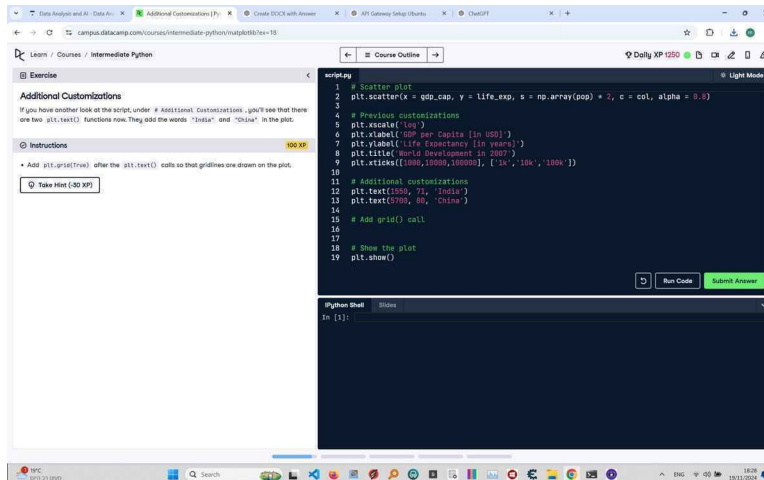 Data Analysis and AI - Data An
Additional Customizations | Py
Create DOCX with Answer
API Gateway Setup Ubuntu
ChatGPT
campus.datacamp.com/courses/intermediate-python/matplotlib?ex=16
Learn / Courses / Intermediate Python
Course Outline
Daily XP 1250
Exercise
Additional Customizations
If you have another look at the script, under # Additional Customizations, you'll see that there
are two plt.text() functions now. They add the words "India" and "China" in the plot.
Instructions
100 XP
• Add plt.grid(True) after the plt.text() calls so that gridlines are drawn on the plot.
Take Hint (-30 XP)
script.py
Light Mode
1 # Scatter plot
2 plt.scatter(x = gdp_cap, y = life_exp, s = np.array(pop) * 2, c = col, alpha = 0.8)
3
4 # Previous customizations
5 plt.xscale('log')
6 plt.xlabel('GDP per Capita [in USD]')
7 plt.ylabel('Life Expectancy [in years]')
8 plt.title('World Development in 2007')
9 plt.xticks([1000,10000,100000], ['1k','10k','100k'])
10
11 # Additional customizations
12 plt.text(1550, 71, 'India')
13 plt.text(5700, 80, 'China')
14
15 # Add grid() call
16
17
18 # Show the plot
19 plt.show()
Run Code
Submit Answer
IPython Shell
Slides
In [1]:
19°C
Search
ENG
18:28
19/11/2024